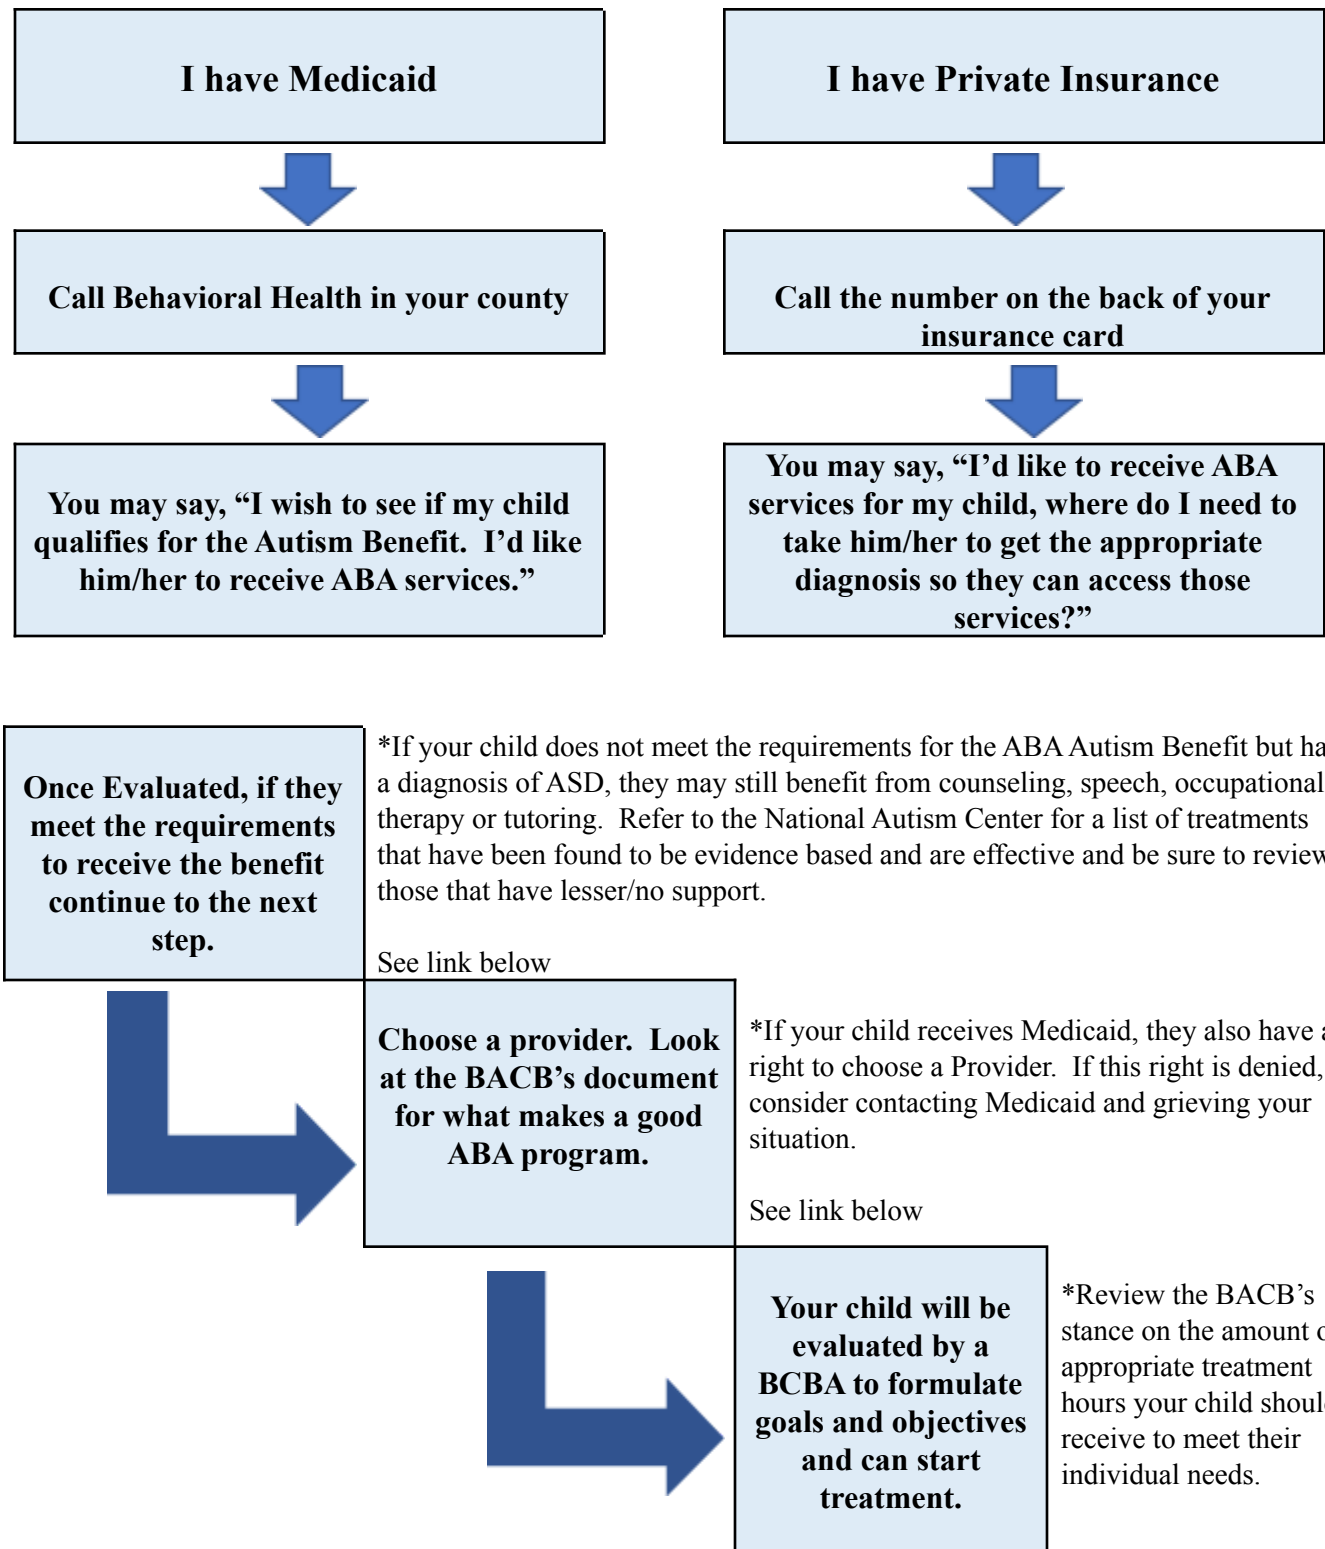 I have Medicaid
I have Private Insurance
Call Behavioral Health in your county
Call the number on the back of your
insurance card
You may say, “I wish to see if my child
qualifies for the Autism Benefit.  I’d like
him/her to receive ABA services.”
You may say, “I’d like to receive ABA
services for my child, where do I need to
take him/her to get the appropriate
diagnosis so they can access those
services?”
Once Evaluated, if they
meet the requirements
to receive the benefit
continue to the next
step.
*If your child does not meet the requirements for the ABA Autism Benefit but ha
a diagnosis of ASD, they may still benefit from counseling, speech, occupational
therapy or tutoring.  Refer to the National Autism Center for a list of treatments
that have been found to be evidence based and are effective and be sure to review
those that have lesser/no support.
See link below
Choose a provider.  Look
at the BACB’s document
for what makes a good
ABA program.
*If your child receives Medicaid, they also have a
right to choose a Provider.  If this right is denied,
consider contacting Medicaid and grieving your
situation.
See link below
Your child will be
evaluated by a
BCBA to formulate
goals and objectives
and can start
treatment.
*Review the BACB’s
stance on the amount o
appropriate treatment
hours your child shoul
receive to meet their
individual needs.